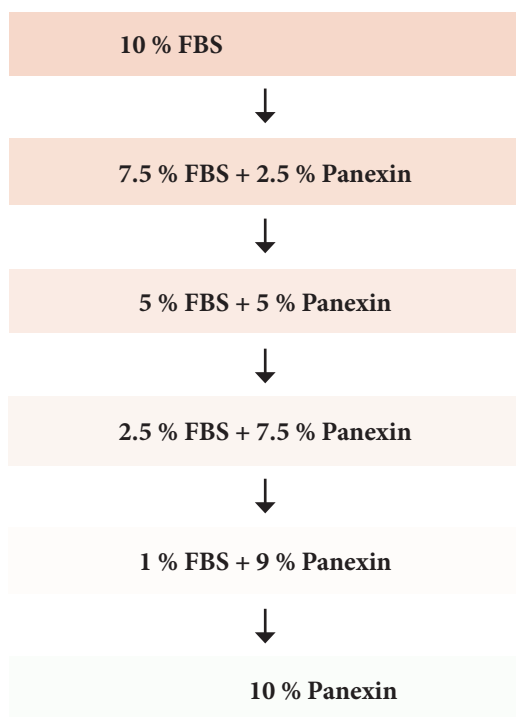 10 % FBS
7.5 % FBS + 2.5 % Panexin
5 % FBS + 5 % Panexin
2.5 % FBS + 7.5 % Panexin
1 % FBS + 9 % Panexin
10 % Panexin